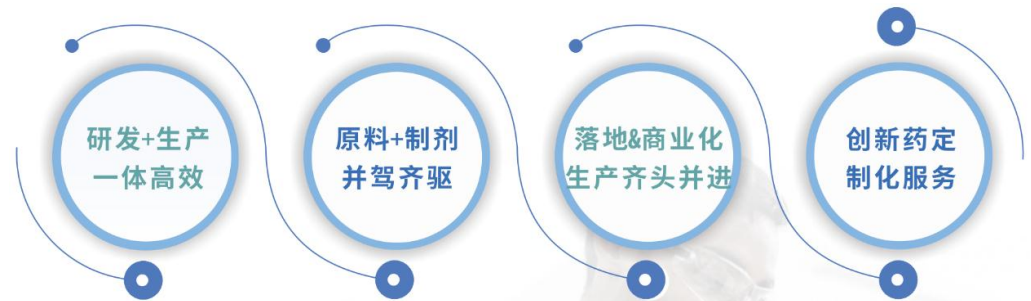 研发+生产
一体高效
原料+制剂
并驾齐驱
落地&商业化
生产齐头并进
创新药定
制化服务